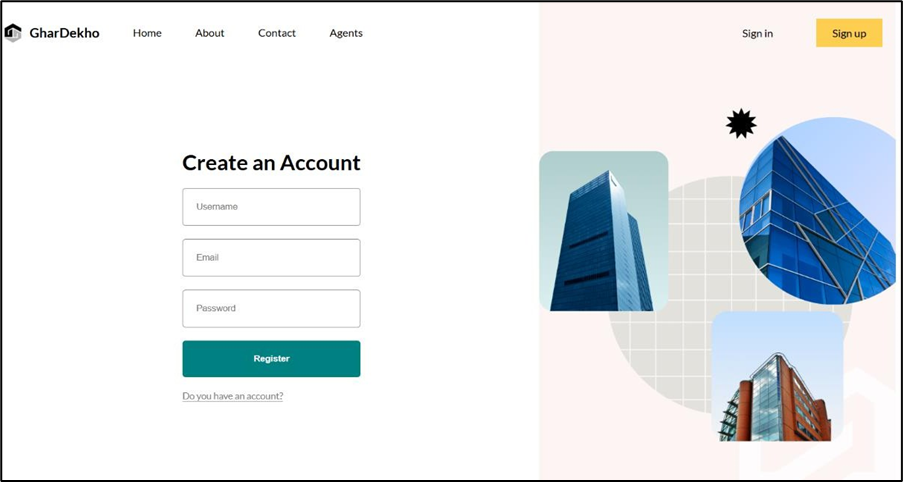 GharDekho Home About Contact Agents Sign in Sign up
Create an Account
Username
Email
Password
Register
Do you have an account?